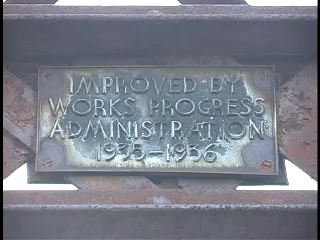 IMPROVED BY
WORKS PROGRESS
ADMINISTRATION
1935-1936